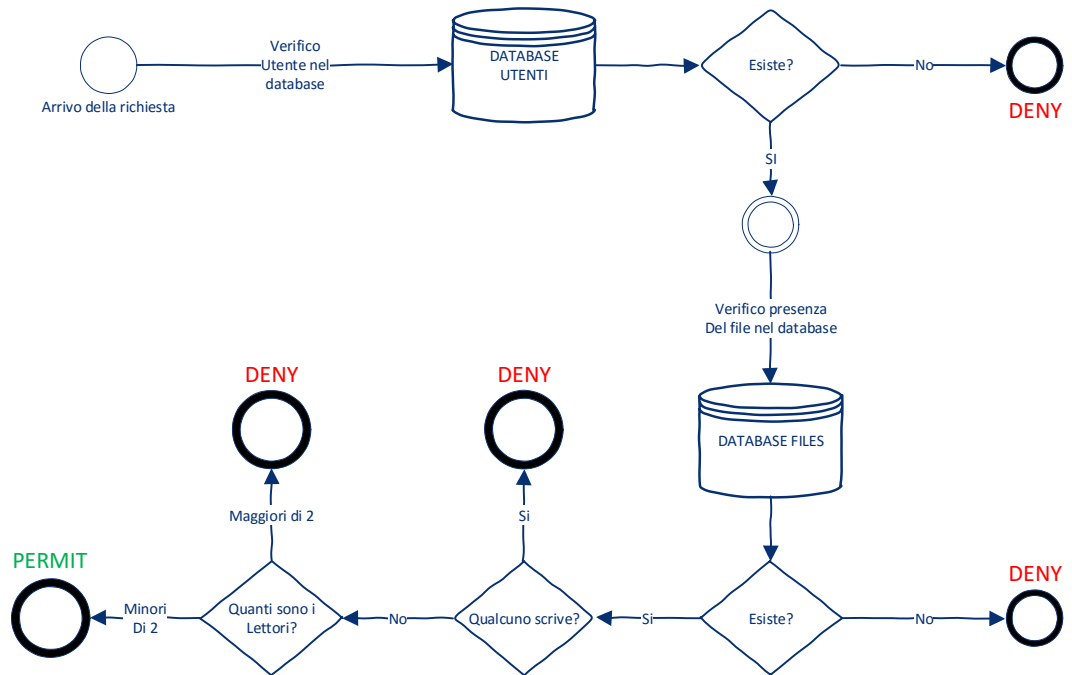 Verifico
Utente nel
database
DATABASE
UTENTI
Esiste?
No
Arrivo della richiesta
DENY
SI
Verifico presenza
Del file nel database
DENY
DENY
DATABASE FILES
Maggiori di 2
Si
PERMIT
DENY
Minori
Di 2
Quanti sono i
Lettori?
No
Qualcuno scrive?
Si
Esiste?
No